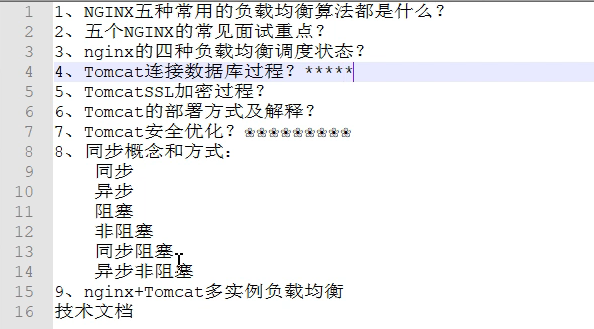 1 1、NGINX五种常用的负载均衡算法都是什么?
2 2、五个NGINX的常见面试重点?
3 3、nginx的四种负载均衡调度状态?
4 4、Tomcat连接数据库过程? *****
5 5、TomcatSSL加密过程?
6 6、Tomcat的部署方式及解释?
7 7、Tomcat安全优化? ❀❀❀❀❀❀❀❀❀
8 8、同步概念和方式:
9 同步
10 异步
11 阻塞
12 非阻塞
13 同步阻塞
14 异步非阻塞
15 9、nginx+Tomcat多实例负载均衡
16 技术文档